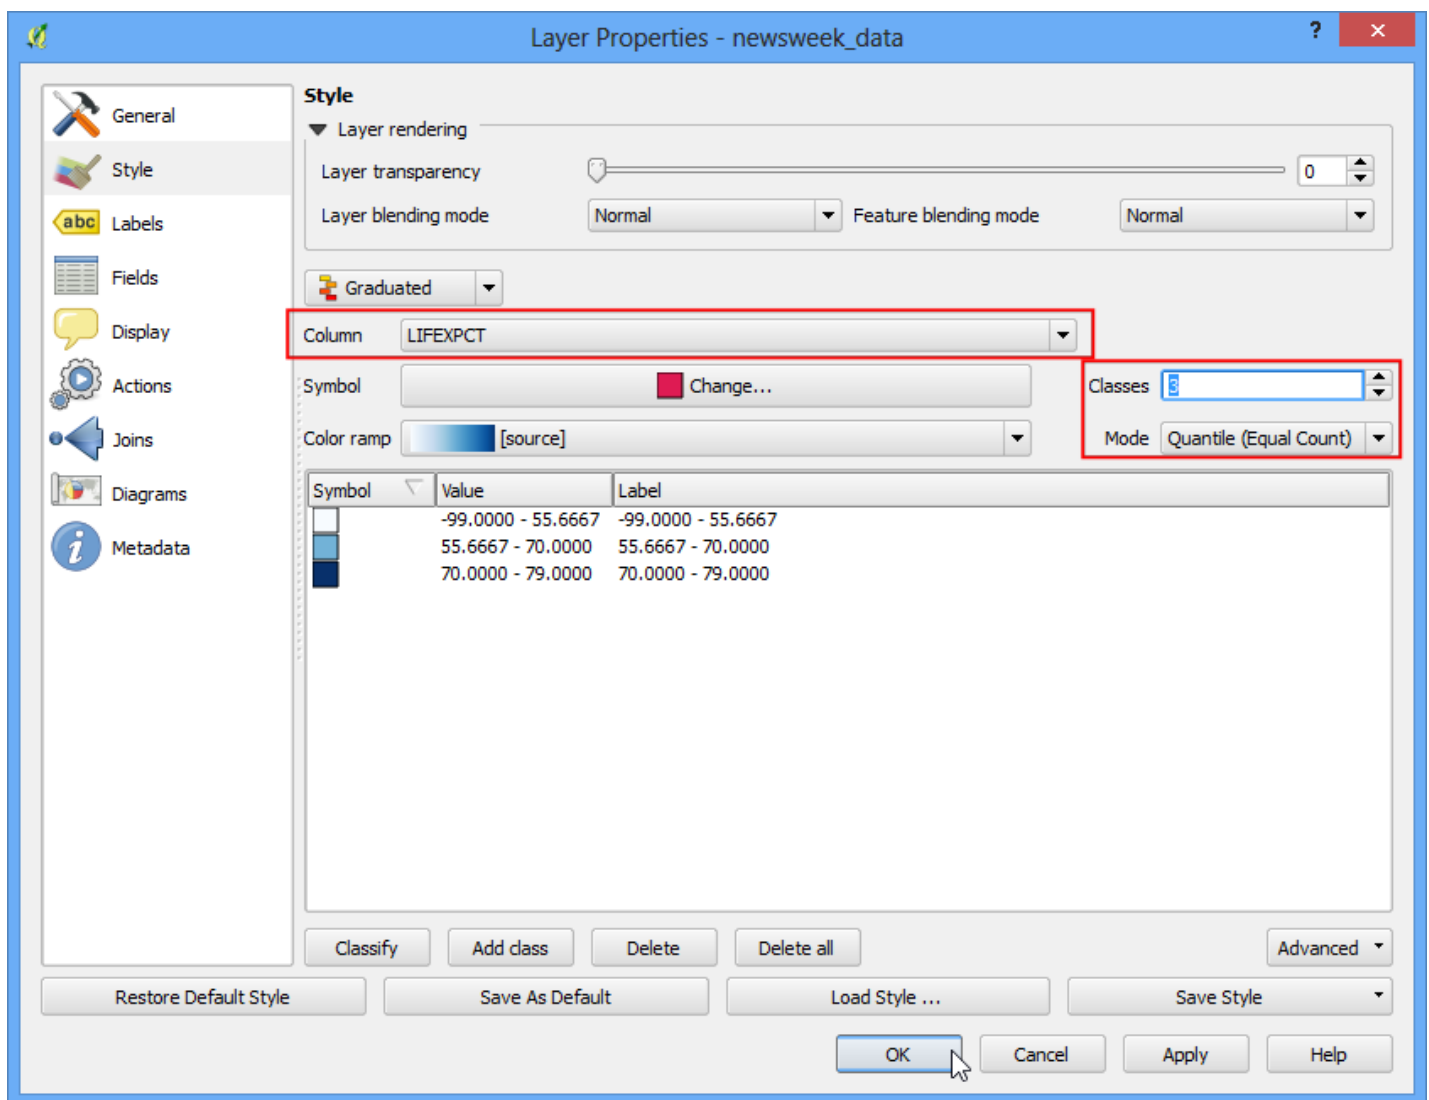 Layer Properties - newsweek_data
?
General
Style
abc
Labels
Fields
Display
Actions
Joins
Diagrams
Metadata
Style
Layer rendering
Layer transparency
0
Layer blending mode
Normal
Feature blending mode
Normal
Graduated
Column
LIFEXPCT
Symbol
Change...
Classes
3
Color ramp
[source]
Mode
Quantile (Equal Count)
Symbol Value Label
-99.0000 - 55.6667 -99.0000 - 55.6667
55.6667 - 70.0000 55.6667 - 70.0000
70.0000 - 79.0000 70.0000 - 79.0000
Classify
Add class
Delete
Delete all
Advanced
Restore Default Style
Save As Default
Load Style ...
Save Style
OK
Cancel
Apply
Help